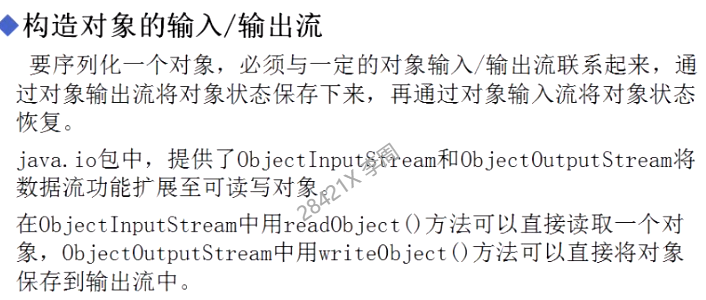 构造对象的输入/输出流
要序列化一个对象，必须与一定的对象输入/输出流联系起来，通
过对象输出流将对象状态保存下来，再通过对象输入流将对象状态
恢复。
java.io包中，提供了ObjectInputStream和ObjectOutputStream将
数据流功能扩展至可读写对象。
在ObjectInputStream中用readObject()方法可以直接读取一个对
象，ObjectOutputStream中用writeObject()方法可以直接将对象
保存到输出流中。
28421X 李周